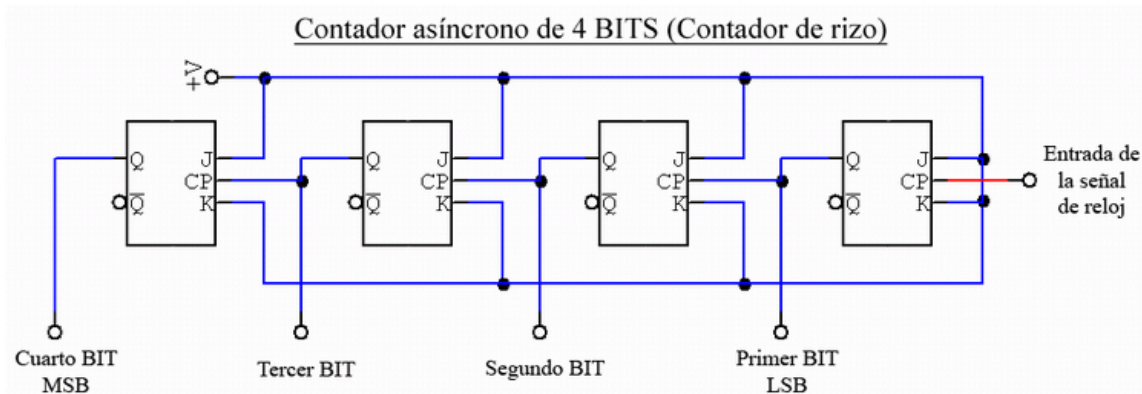 Contador asíncrono de 4 BITS (Contador de rizo)
+V
Q J
CP
Q̅ K
Q J
CP
Q̅ K
Q J
CP
Q̅ K
Q J
CP
Q̅ K
Entrada de
la señal
de reloj
Cuarto BIT
MSB
Tercer BIT
Segundo BIT
Primer BIT
LSB